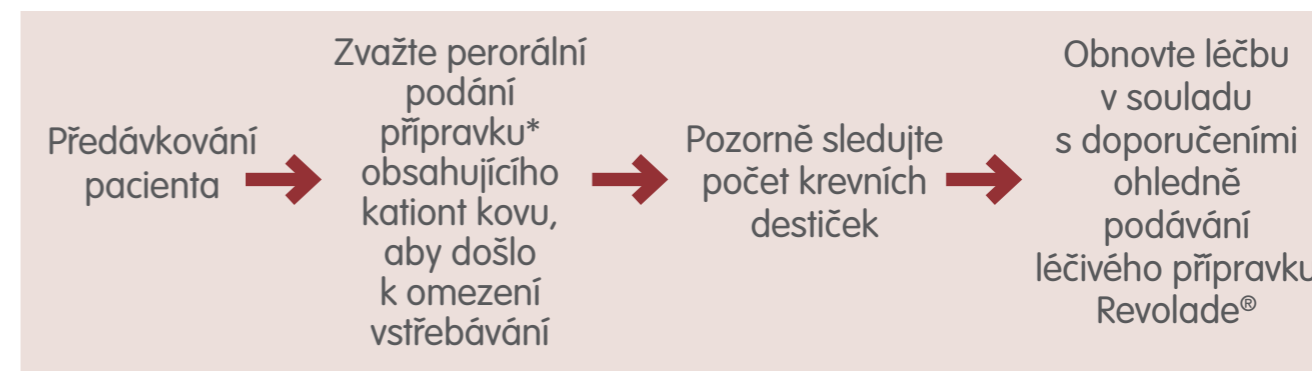 Předávkování
pacienta
Zvažte perorální
podání
přípravku*
obsahujícího
kationt kovu,
aby došlo
k omezení
vstřebávání
Pozorně sledujte
počet krevních
destiček
Obnovte léčbu
v souladu
s doporučeními
ohledně
podávání
léčivého přípravku
Revolade®